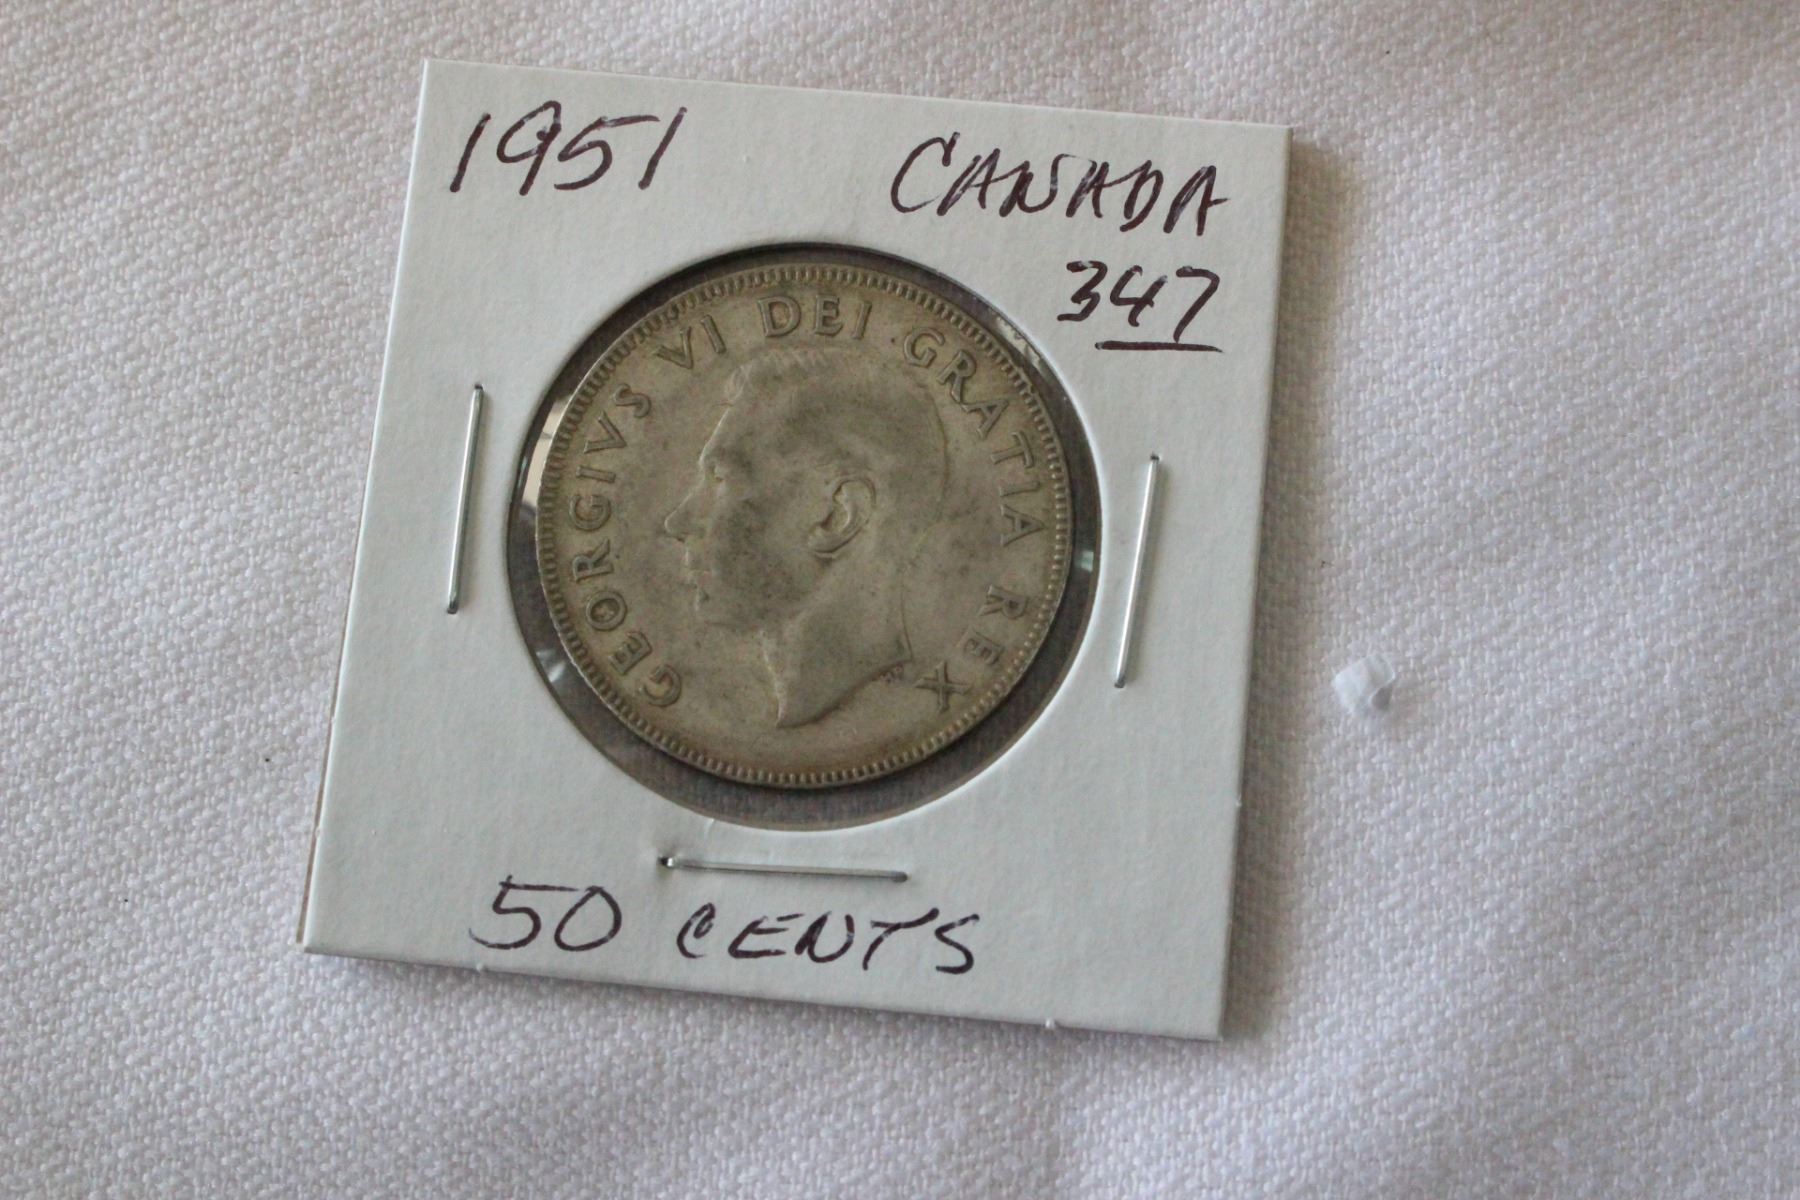 1951 CANADA
347
GEORGIVS VI DEI GRATIA REX
50 CENTS